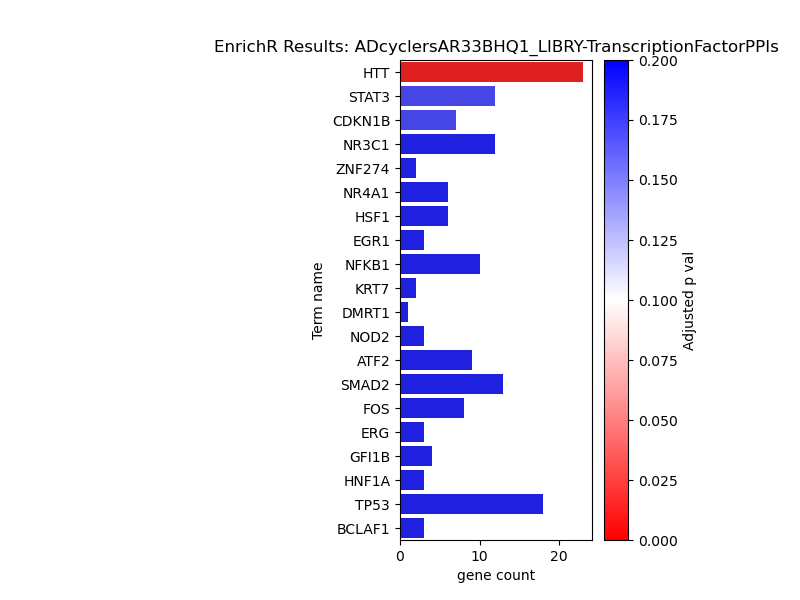 EnrichR Results: ADcyclersAR33BHQ1_LIBRY-TranscriptionFactorPPIs
HTT
STAT3
CDKN1B
NR3C1
ZNF274
NR4A1
HSF1
EGR1
NFKB1
KRT7
DMRT1
NOD2
ATF2
SMAD2
FOS
ERG
GFI1B
HNF1A
TP53
BCLAF1
Term name
0 10 20
gene count
0.200
0.175
0.150
0.125
0.100
0.075
0.050
0.025
0.000
Adjusted p val